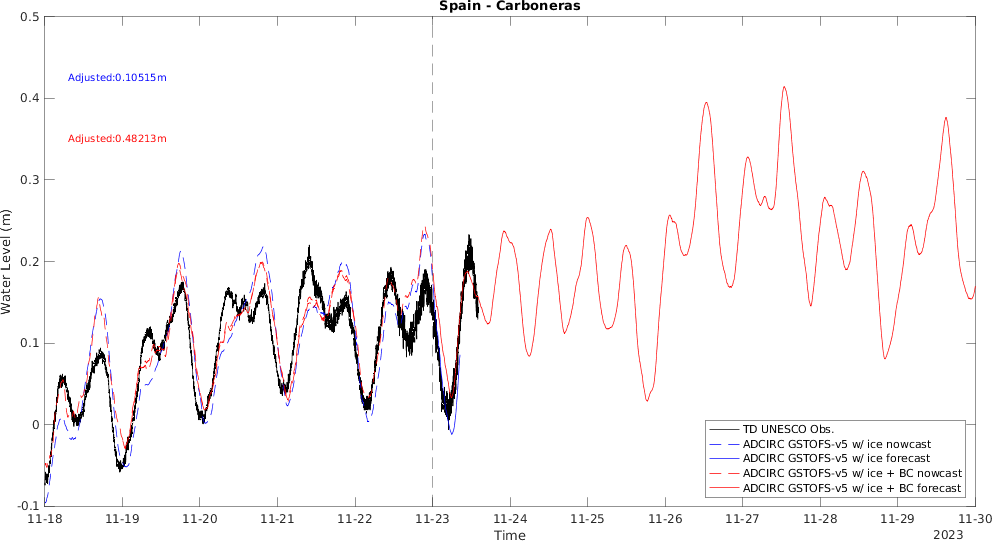 Spain - Carboneras
0.5
0.4
0.3
0.2
0.1
0
-0.1
Water Level (m)
Adjusted:0.10515m
Adjusted:0.48213m
TD UNESCO Obs.
ADCIRC GSTOFS-v5 w/ ice nowcast
ADCIRC GSTOFS-v5 w/ ice forecast
ADCIRC GSTOFS-v5 w/ ice + BC nowcast
ADCIRC GSTOFS-v5 w/ ice + BC forecast
11-18 11-19 11-20 11-21 11-22 11-23 11-24 11-25 11-26 11-27 11-28 11-29 11-30
Time
2023